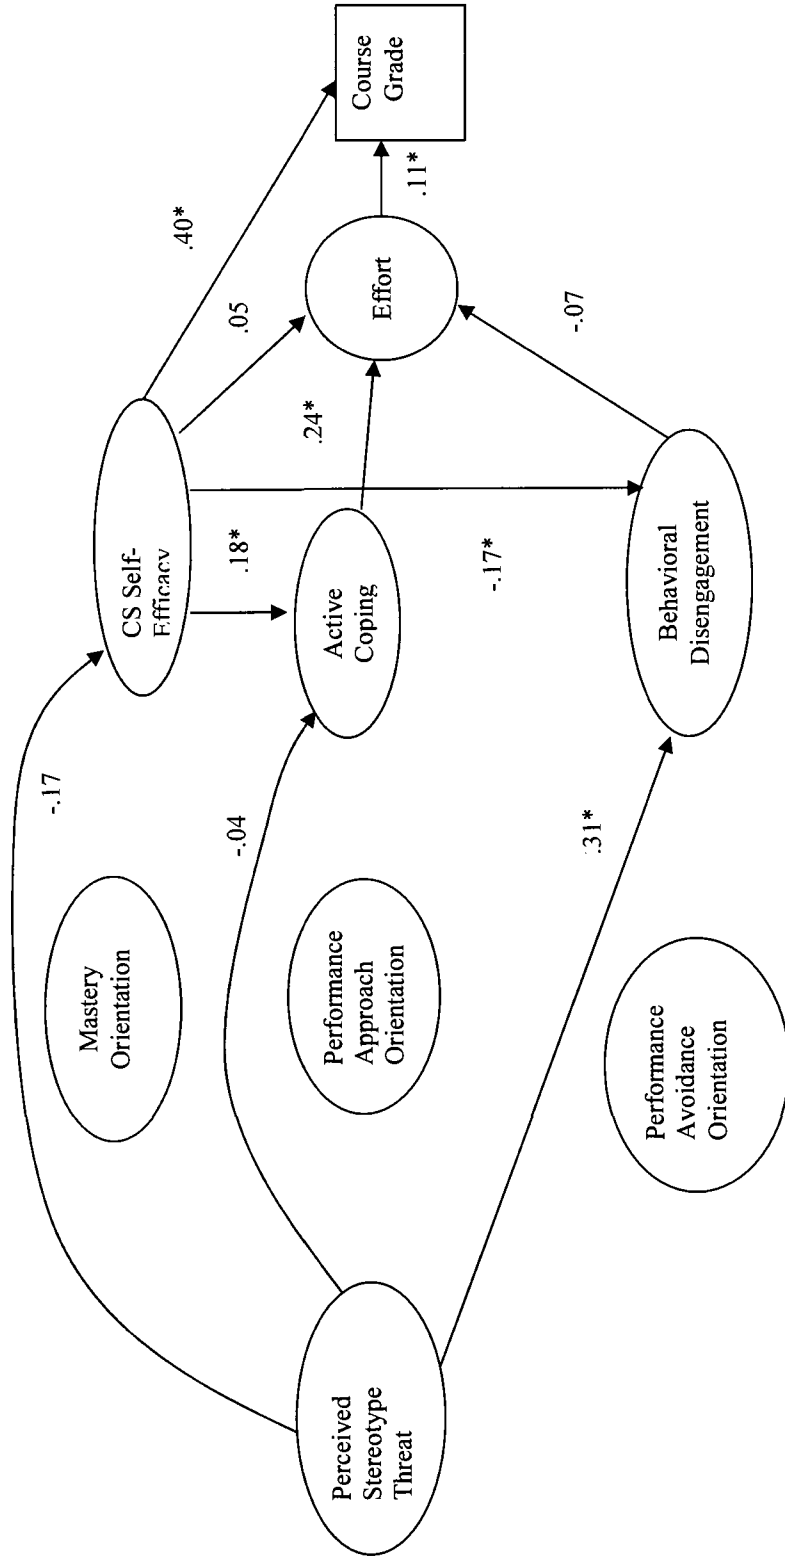 Perceived
Stereotype
Threat
Mastery
Orientation
Performance
Approach
Orientation
Performance
Avoidance
Orientation
-.17
-.04
.31*
CS Self-
Efficacy
.18*
Active
Coping
-.17*
Behavioral
Disengagement
.40*
.05
.24*
-.07
Effort
.11*
Course
Grade